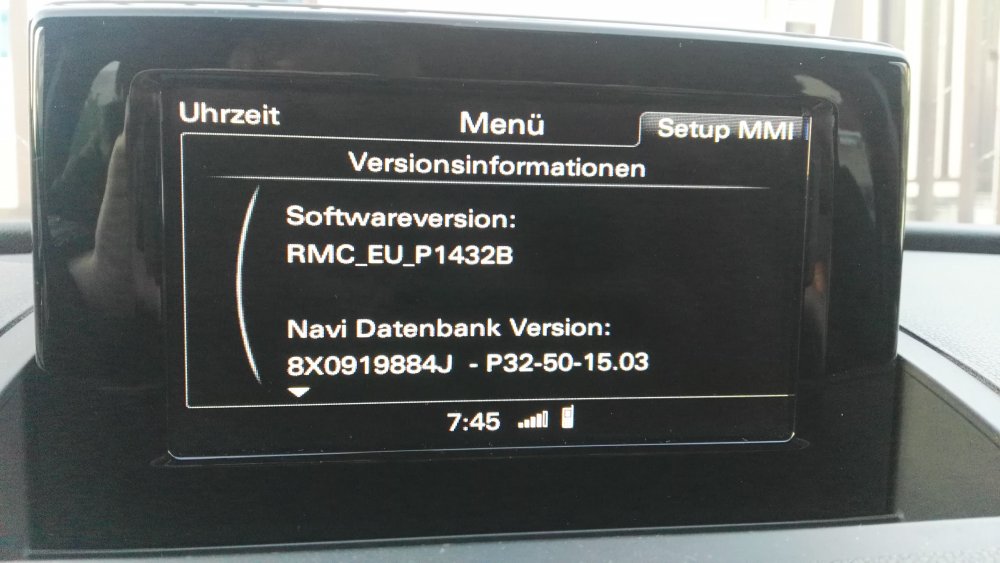 Uhrzeit Menü Setup MMI
Versionsinformationen
Softwareversion:
RMC_EU_P1432B
Navi Datenbank Version:
8X0919884J - P32-50-15.03
7:45